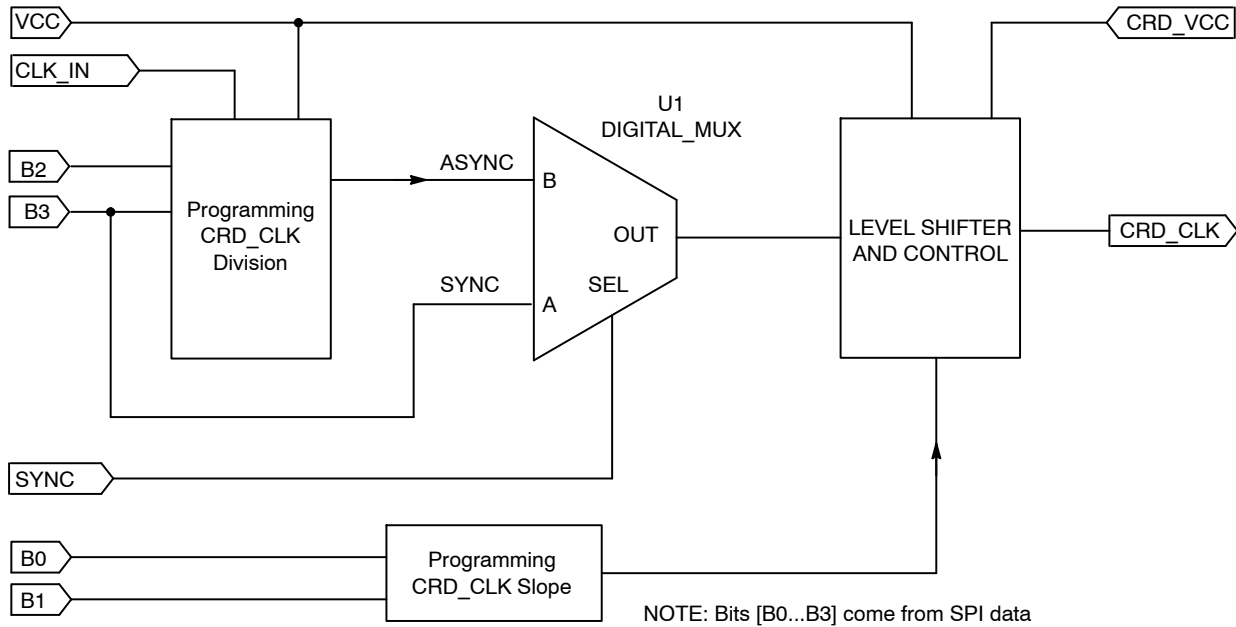 VCC
CRD_VCC
CLK_IN
U1
DIGITAL_MUX
B2
ASYNC
B
B3
Programming
CRD_CLK
Division
OUT
LEVEL SHIFTER
AND CONTROL
CRD_CLK
SYNC
A
SEL
SYNC
B0
Programming
CRD_CLK Slope
B1
NOTE: Bits [B0...B3] come from SPI data